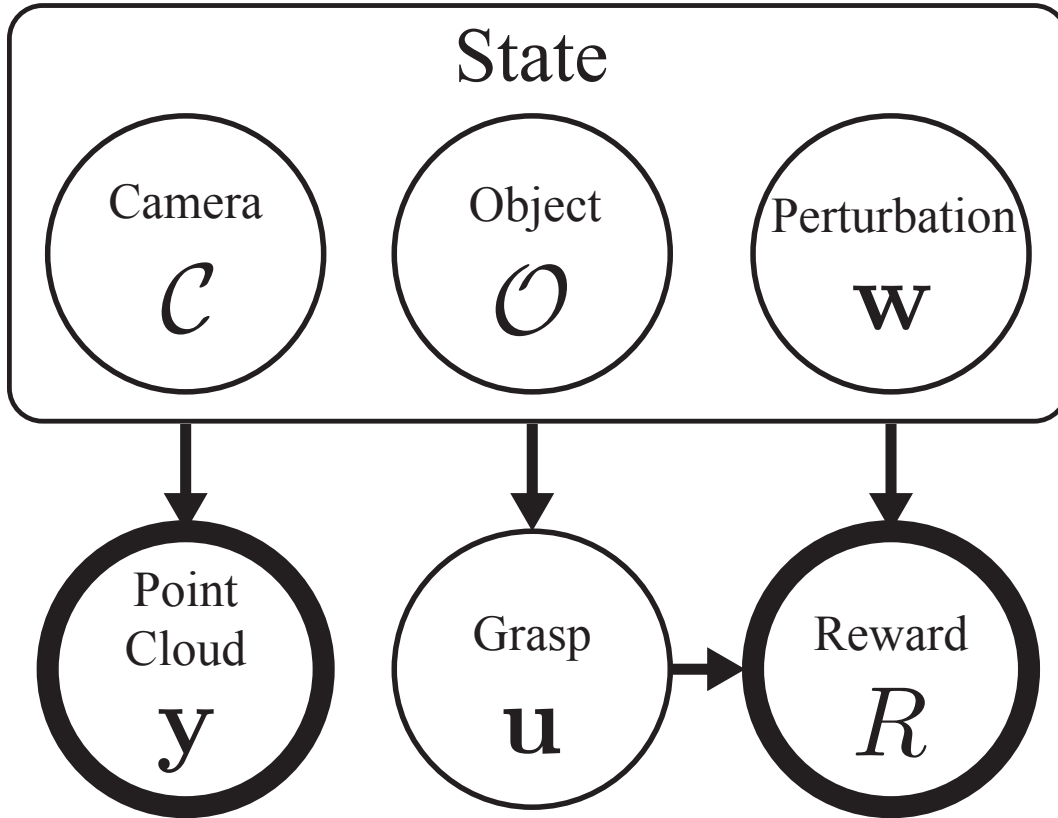 State
Camera
Object
Perturbation
𝒞
𝒪
w
Point
Cloud
y
Grasp
u
Reward
R